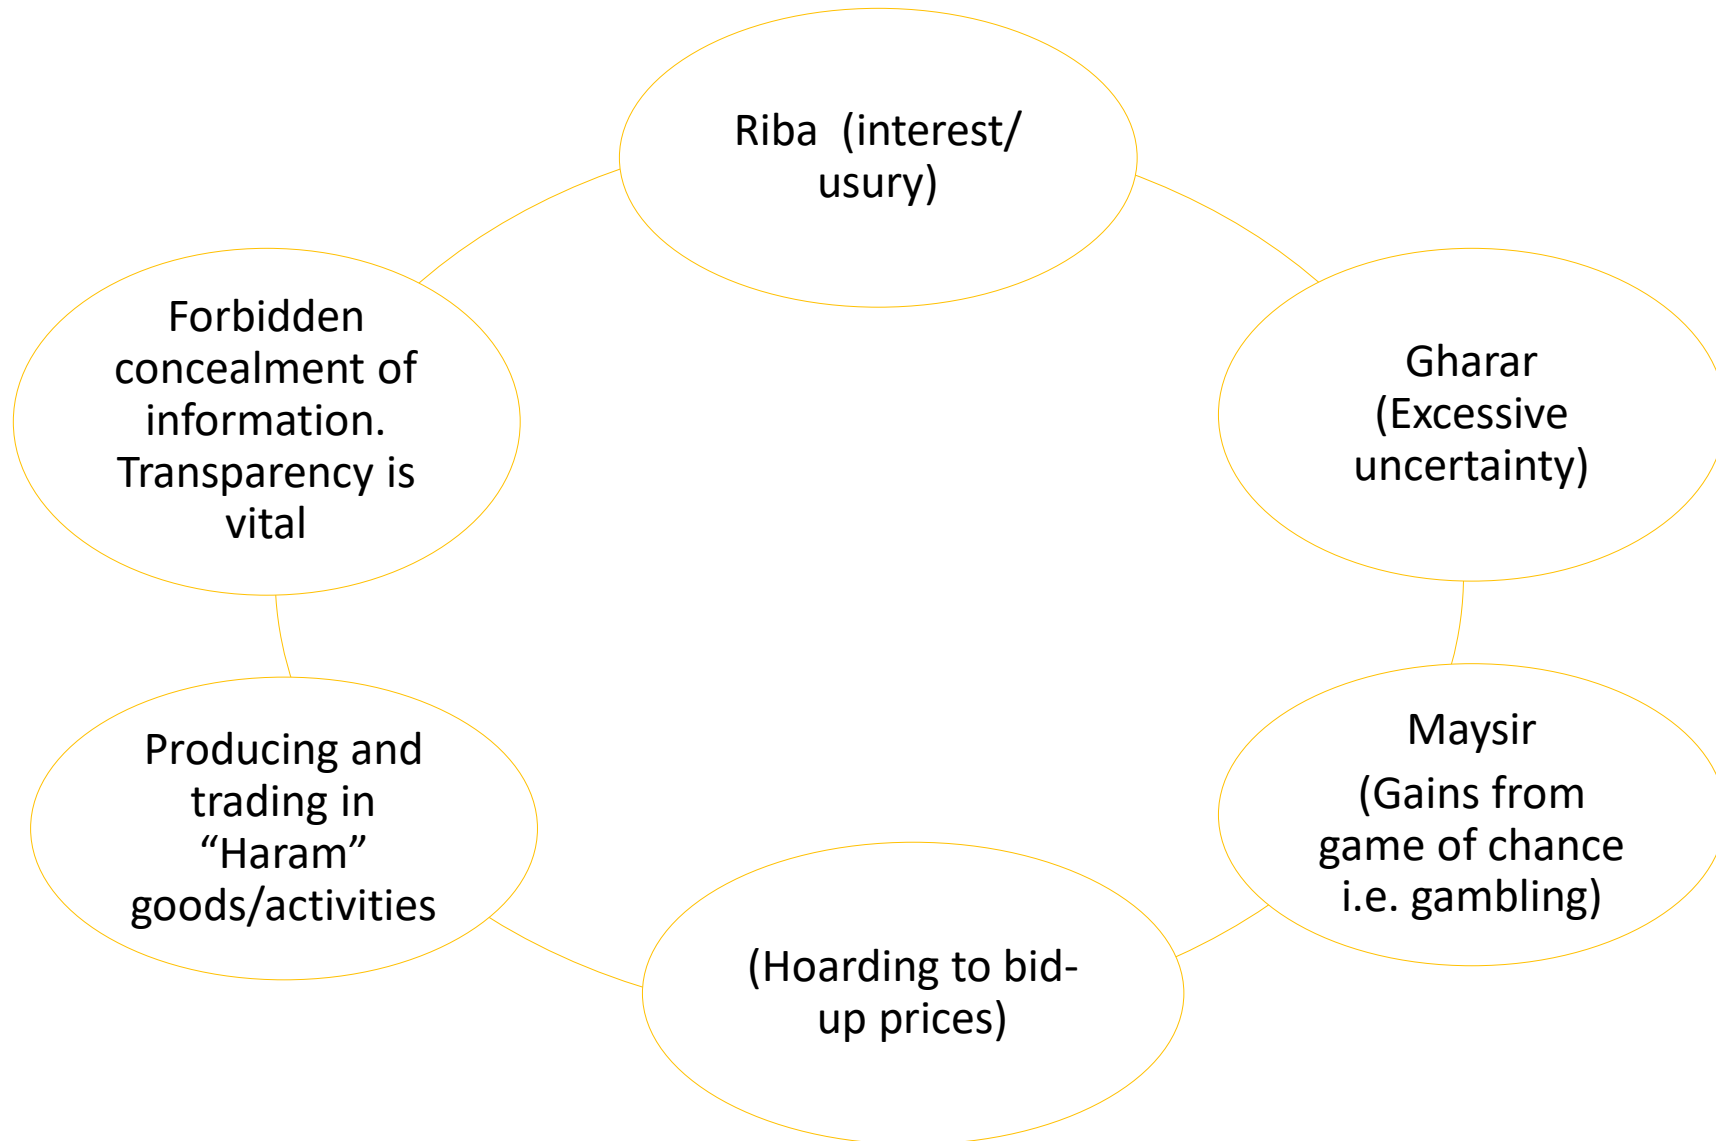 Riba  (interest/
usury)
Gharar
(Excessive
uncertainty)
Maysir
(Gains from
game of chance
i.e. gambling)
(Hoarding to bid-
up prices)
Producing and
trading in
“Haram”
goods/activities
Forbidden
concealment of
information.
Transparency is
vital